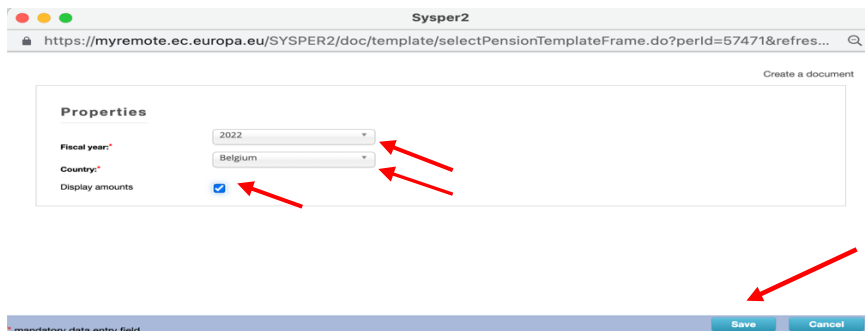 Sysper2
https://myremote.ec.europa.eu/SYSPER2/doc/template/selectPensionTemplateFrame.do?perId=57471&refres...
Create a document
Properties
Fiscal year:* 2022
Country:* Belgium
Display amounts
* mandatory data entry field
Save Cancel